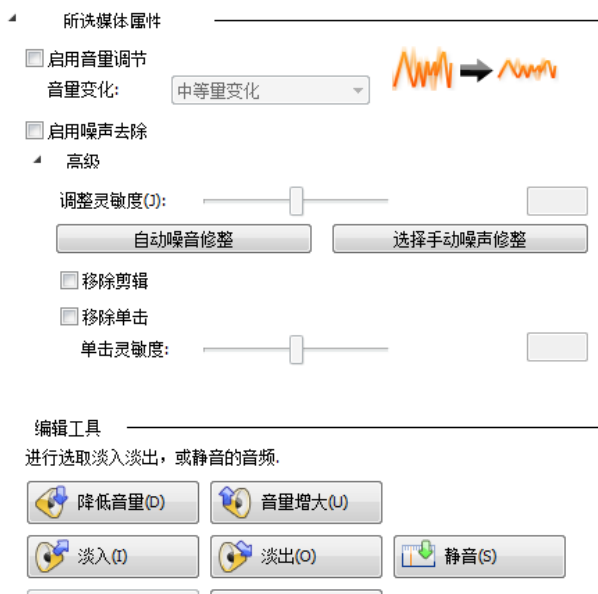 所选媒体属性
启用音量调节
音量变化: 中等量变化
启用噪声去除
高级
调整灵敏度(J):
自动噪音修整 选择手动噪声修整
移除剪辑
移除单击
单击灵敏度:
编辑工具
进行选取淡入淡出，或静音的音频.
降低音量(D) 音量增大(U)
淡入(I) 淡出(O) 静音(S)